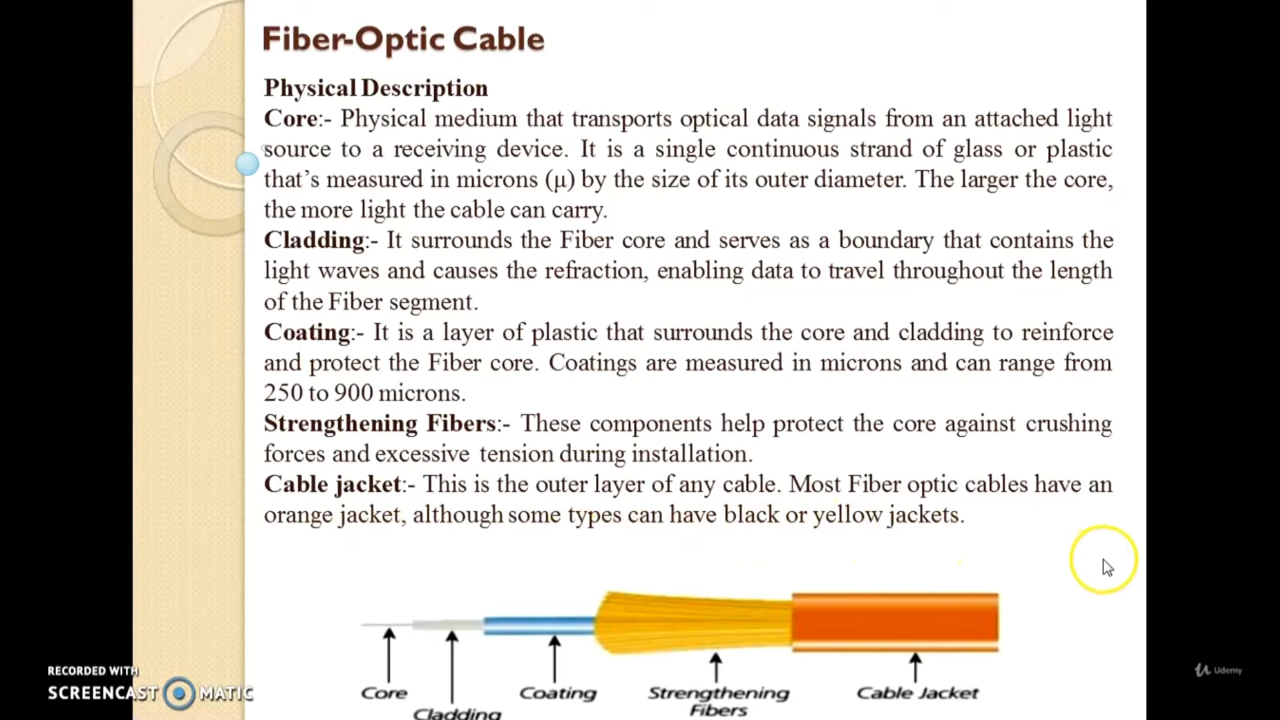 Fiber-Optic Cable
Physical Description
Core:- Physical medium that transports optical data signals from an attached light
source to a receiving device. It is a single continuous strand of glass or plastic
that's measured in microns (μ) by the size of its outer diameter. The larger the core,
the more light the cable can carry.
Cladding:- It surrounds the Fiber core and serves as a boundary that contains the
light waves and causes the refraction, enabling data to travel throughout the length
of the Fiber segment.
Coating:- It is a layer of plastic that surrounds the core and cladding to reinforce
and protect the Fiber core. Coatings are measured in microns and can range from
250 to 900 microns.
Strengthening Fibers:- These components help protect the core against crushing
forces and excessive tension during installation.
Cable jacket:- This is the outer layer of any cable. Most Fiber optic cables have an
orange jacket, although some types can have black or yellow jackets.
Core
Cladding
Coating
Strengthening
Fibers
Cable Jacket
RECORDED WITH
SCREENCAST MATIC
Udemy